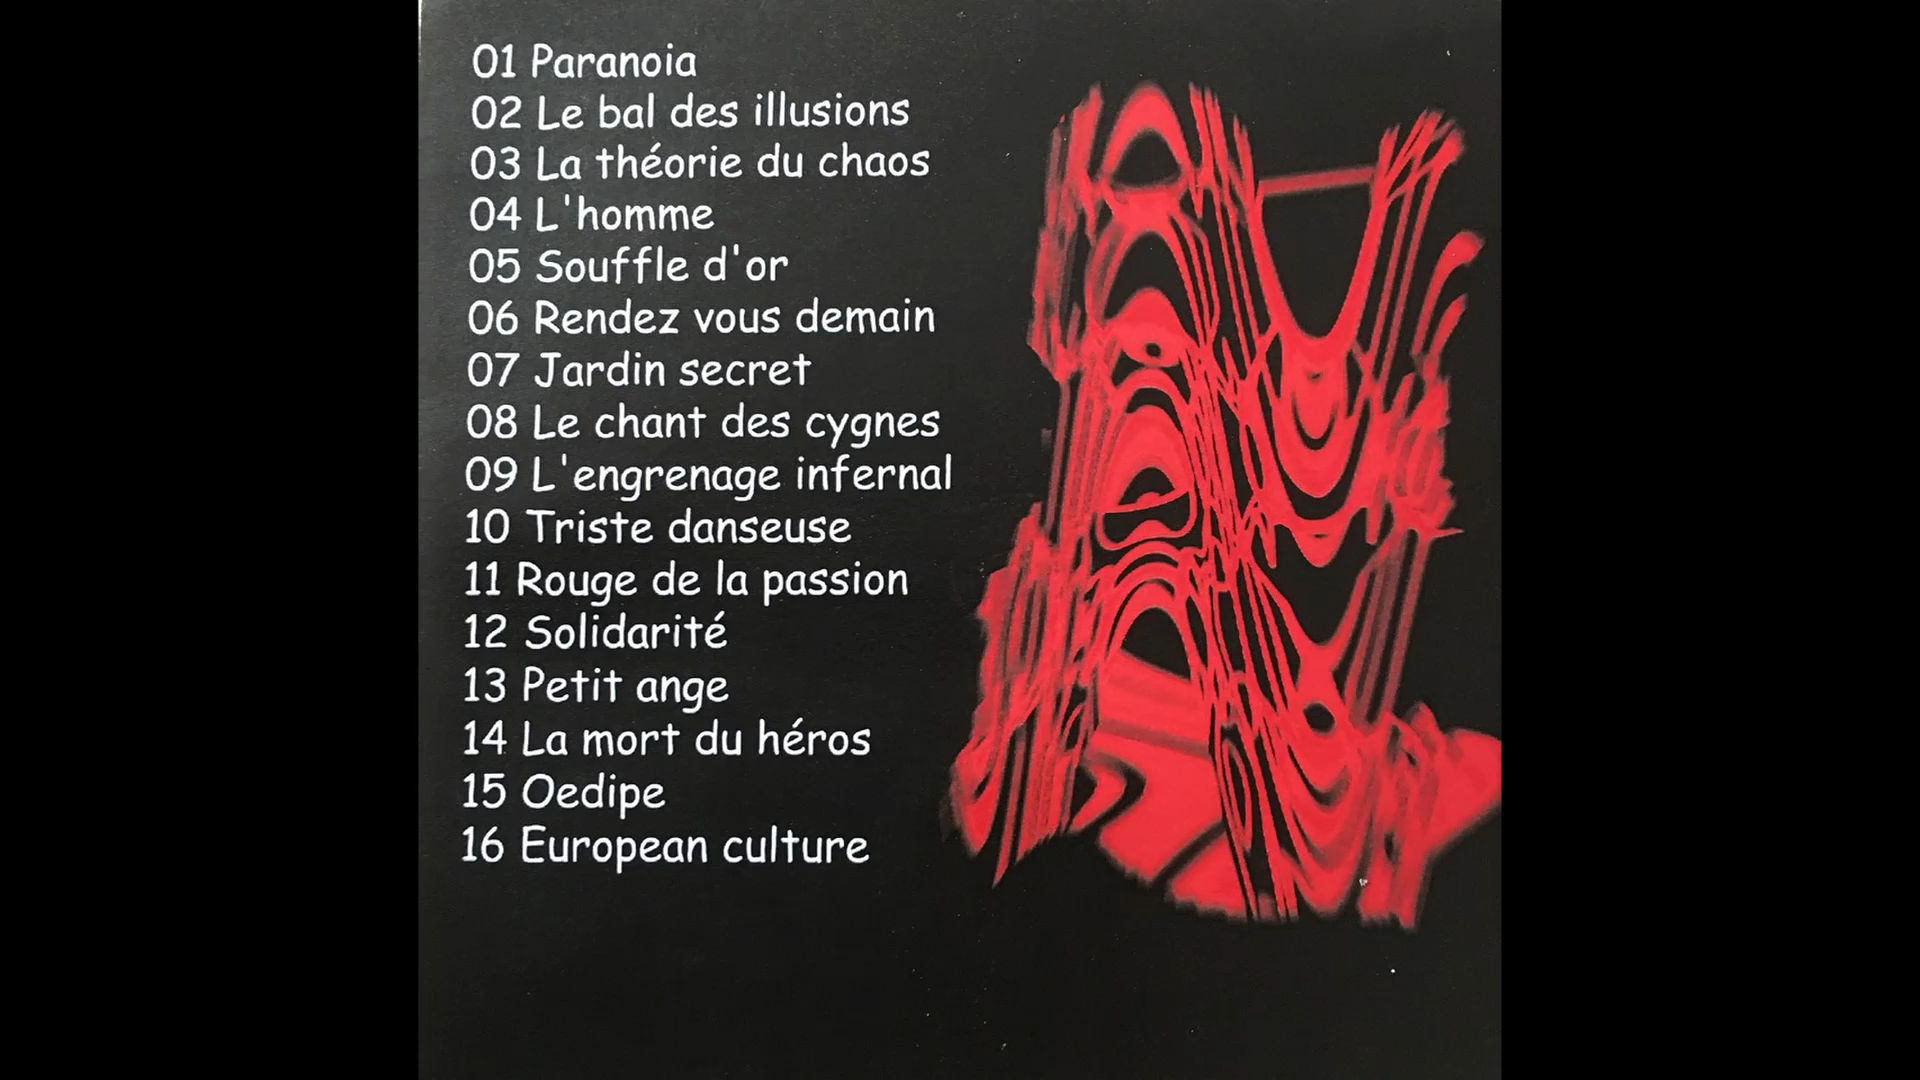 01 Paranoia
02 Le bal des illusions
03 La théorie du chaos
04 L'homme
05 Souffle d'or
06 Rendez vous demain
07 Jardin secret
08 Le chant des cygnes
09 L'engrenage infernal
10 Triste danseuse
11 Rouge de la passion
12 Solidarité
13 Petit ange
14 La mort du héros
15 Oedipe
16 European culture